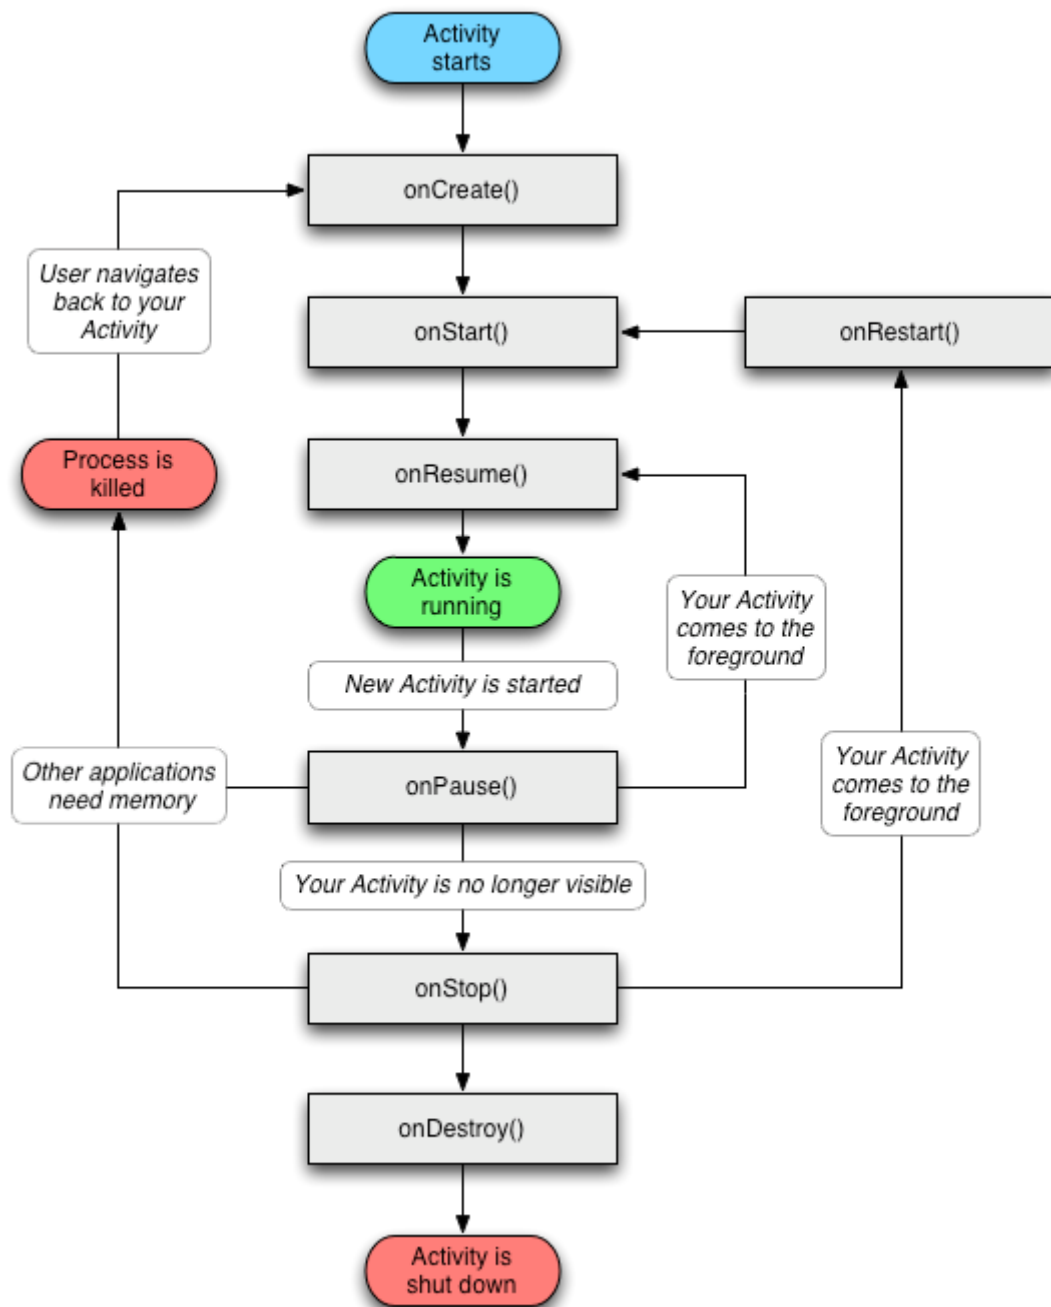 Activity
starts
onCreate()
User navigates
back to your
Activity
onStart()
onRestart()
Process is
killed
onResume()
Activity is
running
Your Activity
comes to the
foreground
New Activity is started
Other applications
need memory
onPause()
Your Activity
comes to the
foreground
Your Activity is no longer visible
onStop()
onDestroy()
Activity is
shut down